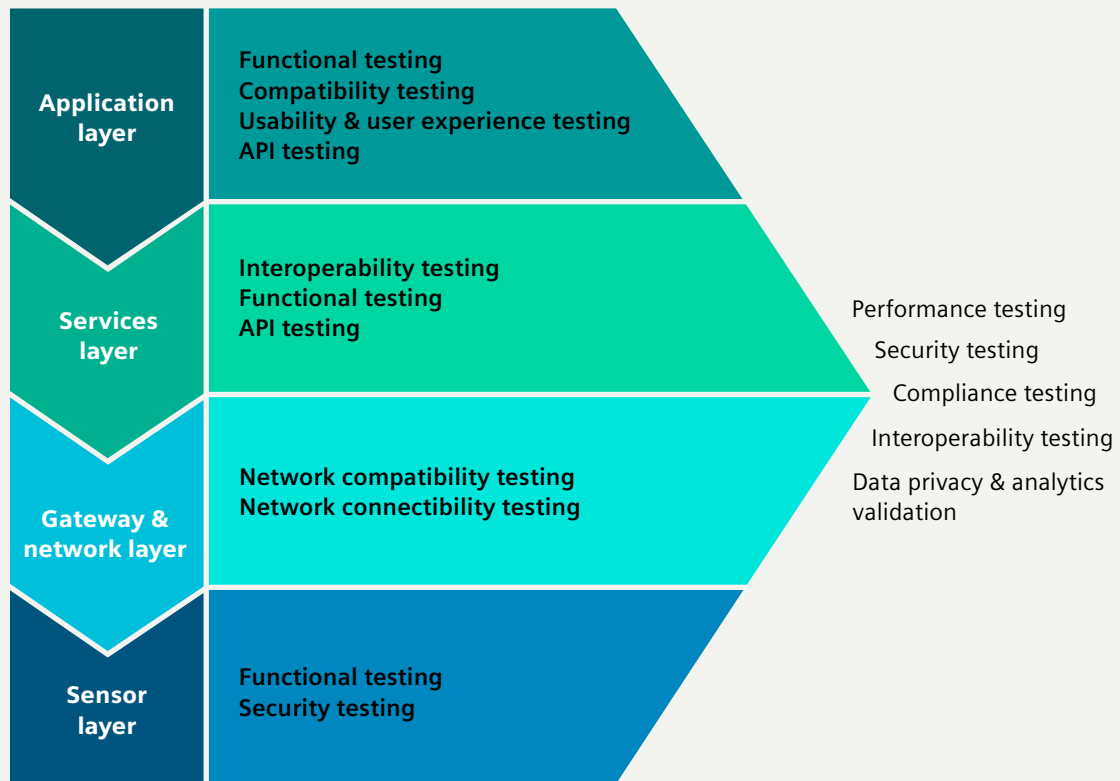 Application
layer
Functional testing
Compatibility testing
Usability & user experience testing
API testing
Services
layer
Interoperability testing
Functional testing
API testing
Gateway &
network layer
Network compatibility testing
Network connectibility testing
Sensor
layer
Functional testing
Security testing
Performance testing
Security testing
Compliance testing
Interoperability testing
Data privacy & analytics
validation